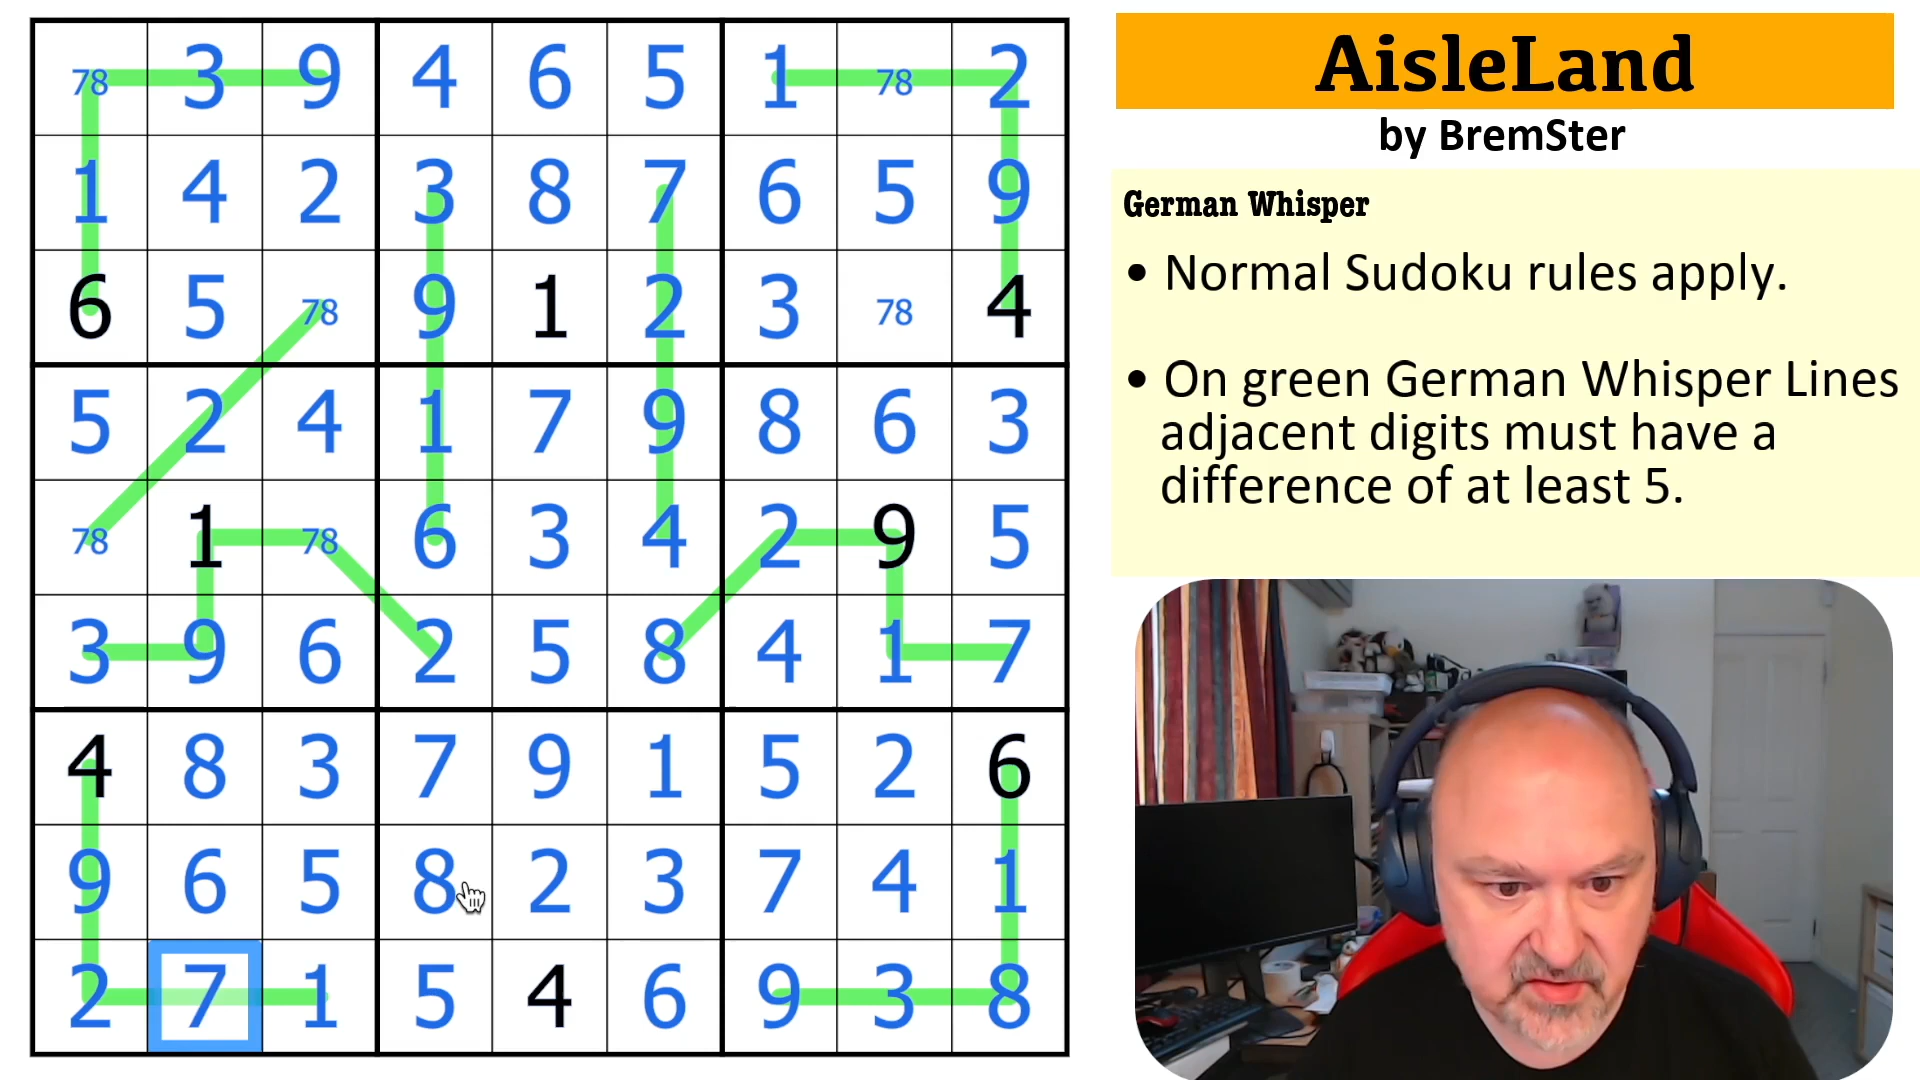 AisleLand
by BremSter
German Whisper
• Normal Sudoku rules apply.
• On green German Whisper Lines
adjacent digits must have a
difference of at least 5.
78 3 9 4 6 5 1 78 2
1 4 2 3 8 7 6 5 9
6 5 78 9 1 2 3 78 4
5 2 4 1 7 9 8 6 3
78 1 78 6 3 4 2 9 5
3 9 6 2 5 8 4 1 7
4 8 3 7 9 1 5 2 6
9 6 5 8 2 3 7 4 1
2 7 1 5 4 6 9 3 8